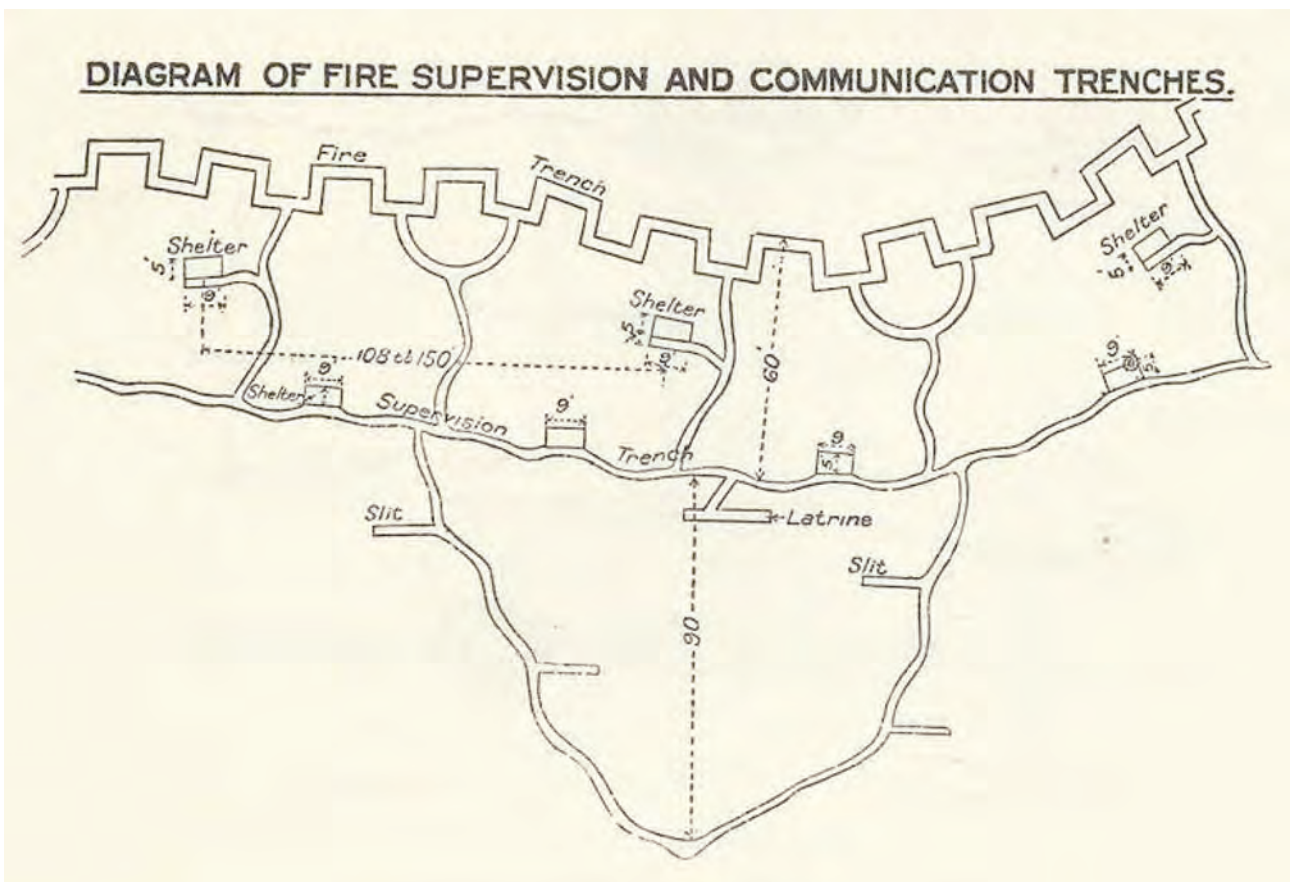 DIAGRAM OF FIRE SUPERVISION AND COMMUNICATION TRENCHES.
Fire
Trench
Shelter
5'
9'
Shelter
5'
9'
Shelter
5'
9'
108 to 150'
60'
9'
Shelter
Supervision
9'
Trench
9'
5'
9'
5'
Slit
Latrine
Slit
90